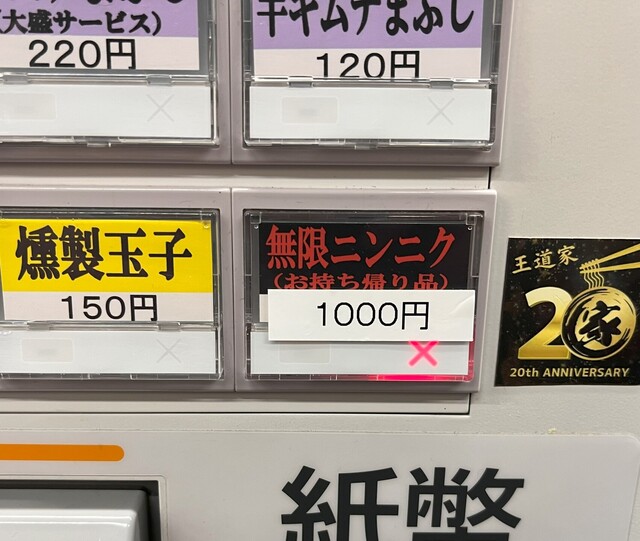 (大盛サービス)
220円
辛キムチまぶし
120円
燻製玉子
150円
無限ニンニク
(お持ち帰り品)
1000円
王道家
20
家
20th ANNIVERSARY
紙幣